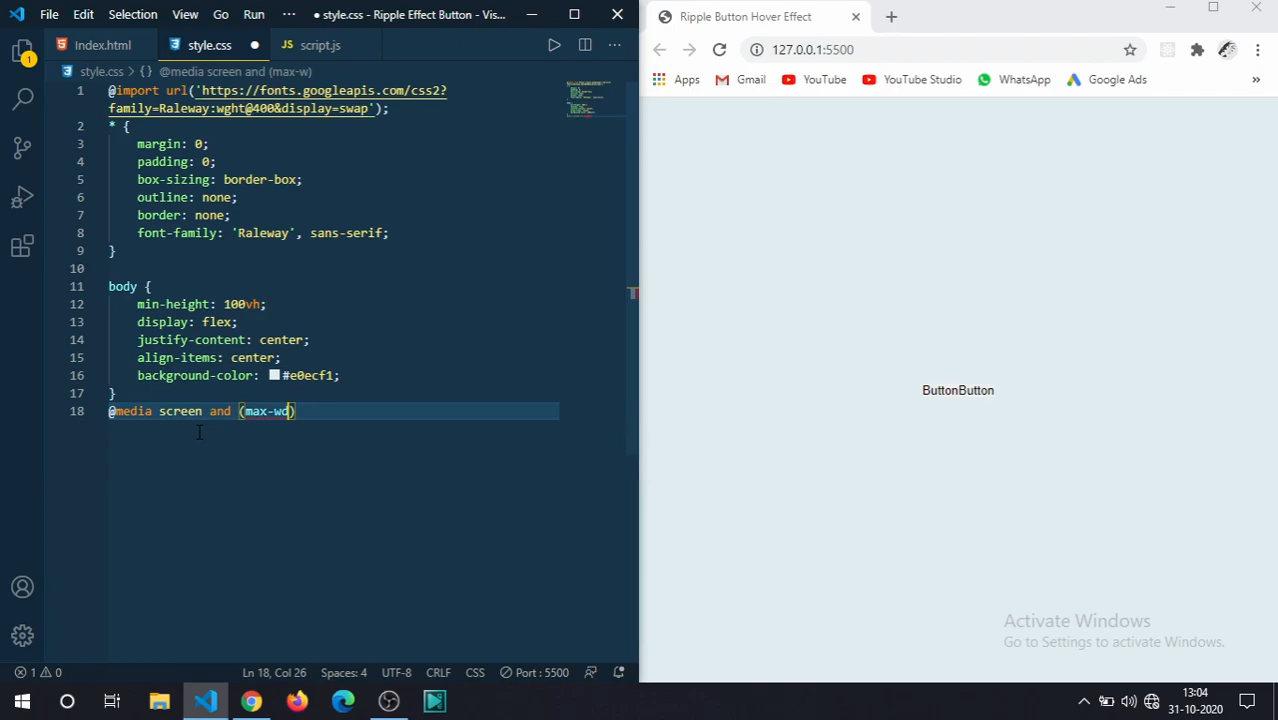 File Edit Selection View Go Run ··· ● style.css - Ripple Effect Button - Vis...
Index.html style.css ● JS script.js
style.css > {} @media screen and (max-w)
1 @import url('https://fonts.googleapis.com/css2?
family=Raleway:wght@400&display=swap');
2 * {
3 margin: 0;
4 padding: 0;
5 box-sizing: border-box;
6 outline: none;
7 border: none;
8 font-family: 'Raleway', sans-serif;
9 }
10
11 body {
12 min-height: 100vh;
13 display: flex;
14 justify-content: center;
15 align-items: center;
16 background-color: #e0ecf1;
17 }
18 @media screen and (max-wd)
1
1 0 Ln 18, Col 26 Spaces: 4 UTF-8 CRLF CSS Port : 5500
Ripple Button Hover Effect
127.0.0.1:5500
Apps Gmail YouTube YouTube Studio WhatsApp Google Ads »
ButtonButton
Activate Windows
Go to Settings to activate Windows.
13:04
31-10-2020